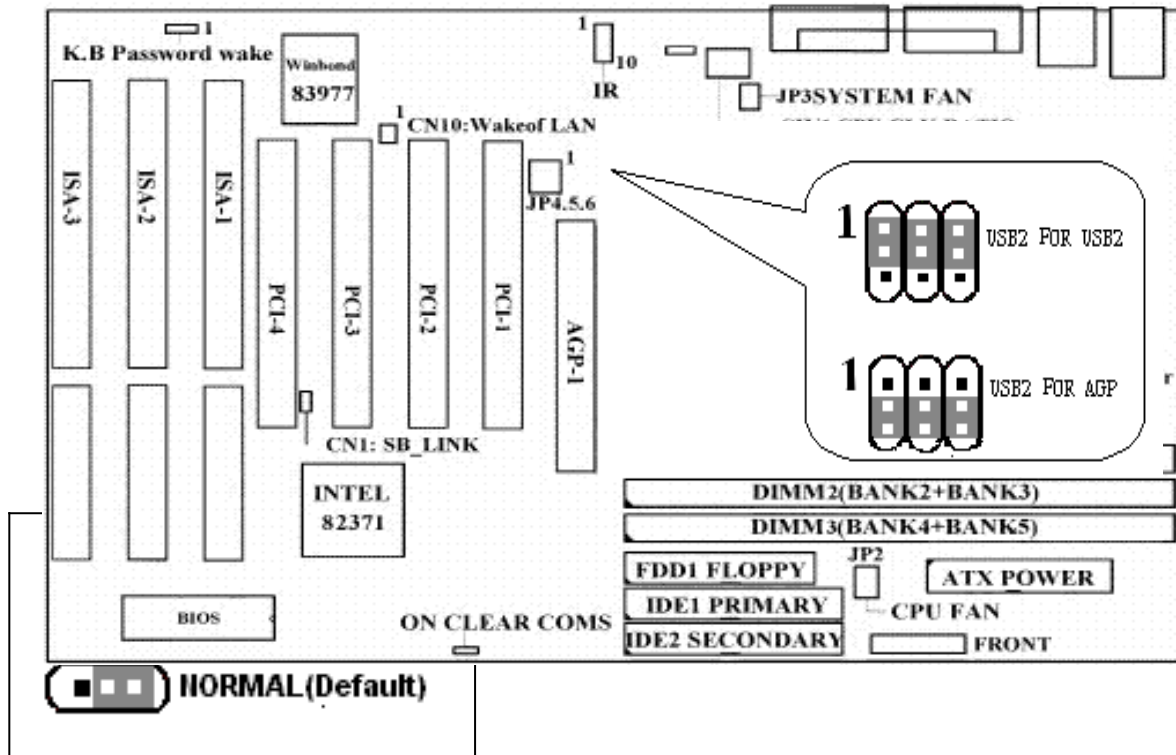 1
K.B Password wake
Winbond
83977
1
10
IR
JP3SYSTEM FAN
1
CN10:Wakeof LAN
1
JP4.5.6
ISA-3
ISA-2
ISA-1
PCI-4
PCI-3
PCI-2
PCI-1
AGP-1
1
USB2 FOR USB2
1
USB2 FOR AGP
r
CN1: SB_LINK
INTEL
82371
DIMM2(BANK2+BANK3)
DIMM3(BANK4+BANK5)
FDD1 FLOPPY
JP2
ATX POWER
IDE1 PRIMARY
CPU FAN
BIOS
ON CLEAR COMS
IDE2 SECONDARY
FRONT
NORMAL(Default)